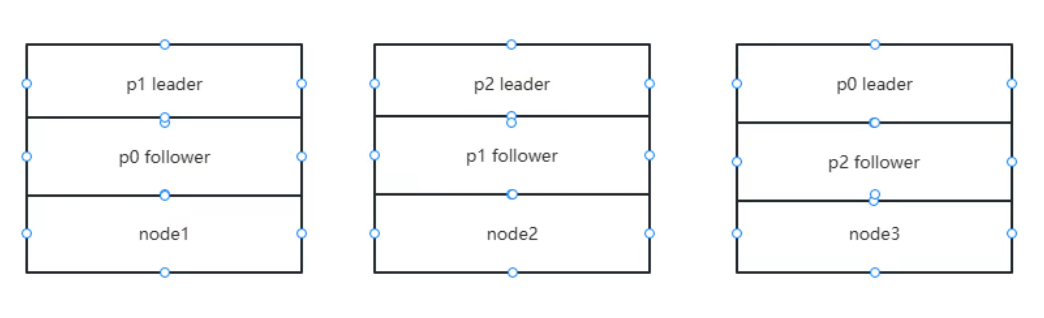 p1 leader
p0 follower
node1
p2 leader
p1 follower
node2
p0 leader
p2 follower
node3